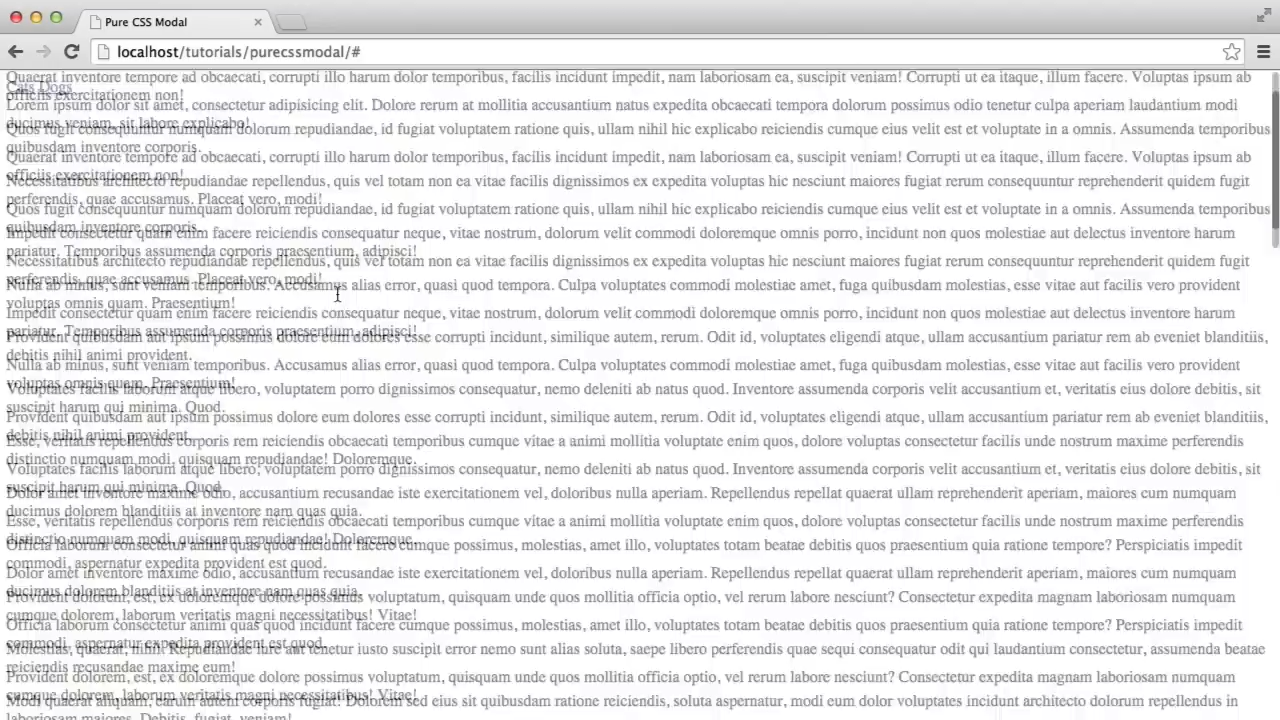 Pure CSS Modal
localhost/tutorials/purecssmodal/#
Quaerat inventore tempore ad obcaecati, corrupti illo harum dolor temporibus, facilis incidunt impedit, nam laboriosam ea, suscipit veniam! Corrupti ut ea itaque, illum facere. Voluptas ipsum ab
Cats Dogs
officiis exercitationem non!
Lorem ipsum dolor sit amet, consectetur adipisicing elit. Dolore rerum at mollitia accusantium natus expedita obcaecati tempora dolorum possimus odio tenetur culpa aperiam laudantium modi
ducimus veniam, sit labore explicabo!
Quos fugit consequuntur numquam dolorum repudiandae, id fugiat voluptatem ratione quis, ullam nihil hic explicabo reiciendis cumque eius velit est et voluptate in a omnis. Assumenda temporibus
quibusdam inventore corporis.
Quaerat inventore tempore ad obcaecati, corrupti illo harum dolor temporibus, facilis incidunt impedit, nam laboriosam ea, suscipit veniam! Corrupti ut ea itaque, illum facere. Voluptas ipsum ab
officiis exercitationem non!
Necessitatibus architecto repudiandae repellendus, quis vel totam non ea vitae facilis dignissimos ex expedita voluptas hic nesciunt maiores fugiat rerum consequuntur reprehenderit quidem fugit
perferendis, quae accusamus. Placeat vero, modi!
Quos fugit consequuntur numquam dolorum repudiandae, id fugiat voluptatem ratione quis, ullam nihil hic explicabo reiciendis cumque eius velit est et voluptate in a omnis. Assumenda temporibus
quibusdam inventore corporis.
Impedit consectetur quam enim facere reiciendis consequatur neque, vitae nostrum, dolorum velit commodi doloremque omnis porro, incidunt non quos molestiae aut delectus inventore harum
pariatur. Temporibus assumenda corporis praesentium, adipisci!
Necessitatibus architecto repudiandae repellendus, quis vel totam non ea vitae facilis dignissimos ex expedita voluptas hic nesciunt maiores fugiat rerum consequuntur reprehenderit quidem fugit
perferendis, quae accusamus. Placeat vero, modi!
Nulla ab minus, sunt veniam temporibus. Accusamus alias error, quasi quod tempora. Culpa voluptates commodi molestiae amet, fuga quibusdam molestias, esse vitae aut facilis vero provident
voluptas omnis quam. Praesentium!
Impedit consectetur quam enim facere reiciendis consequatur neque, vitae nostrum, dolorum velit commodi doloremque omnis porro, incidunt non quos molestiae aut delectus inventore harum
pariatur. Temporibus assumenda corporis praesentium, adipisci!
Provident quibusdam aut ipsum possimus dolore eum dolores esse corrupti incidunt, similique autem, rerum. Odit id, voluptates eligendi atque, ullam accusantium pariatur rem ab eveniet blanditiis,
debitis nihil animi provident.
Nulla ab minus, sunt veniam temporibus. Accusamus alias error, quasi quod tempora. Culpa voluptates commodi molestiae amet, fuga quibusdam molestias, esse vitae aut facilis vero provident
voluptas omnis quam. Praesentium!
Voluptates facilis laborum atque libero, voluptatem porro dignissimos consequatur, nemo deleniti ab natus quod. Inventore assumenda corporis velit accusantium et, veritatis eius dolore debitis, sit
suscipit harum qui minima. Quod.
Provident quibusdam aut ipsum possimus dolore eum dolores esse corrupti incidunt, similique autem, rerum. Odit id, voluptates eligendi atque, ullam accusantium pariatur rem ab eveniet blanditiis,
debitis nihil animi provident.
Esse, veritatis repellendus corporis rem reiciendis obcaecati temporibus cumque vitae a animi mollitia voluptate enim quos, dolore voluptas consectetur facilis unde nostrum maxime perferendis
distinctio numquam modi, quisquam repudiandae! Doloremque.
Voluptates facilis laborum atque libero, voluptatem porro dignissimos consequatur, nemo deleniti ab natus quod. Inventore assumenda corporis velit accusantium et, veritatis eius dolore debitis, sit
suscipit harum qui minima. Quod.
Dolor amet inventore maxime odio, accusantium recusandae iste exercitationem vel, doloribus nulla aperiam. Repellendus repellat quaerat ullam reprehenderit aperiam, maiores cum numquam
ducimus dolorem blanditiis at inventore nam quas quia.
Esse, veritatis repellendus corporis rem reiciendis obcaecati temporibus cumque vitae a animi mollitia voluptate enim quos, dolore voluptas consectetur facilis unde nostrum maxime perferendis
distinctio numquam modi, quisquam repudiandae! Doloremque.
Officia laborum consectetur animi quas quod incidunt facere cumque possimus, molestias, amet illo, voluptates totam beatae debitis quos praesentium quia ratione tempore? Perspiciatis impedit
commodi, aspernatur expedita provident est quod.
Dolor amet inventore maxime odio, accusantium recusandae iste exercitationem vel, doloribus nulla aperiam. Repellendus repellat quaerat ullam reprehenderit aperiam, maiores cum numquam
ducimus dolorem blanditiis at inventore nam quas quia.
Provident dolorem, est, ex doloremque dolore possimus voluptatum, quisquam unde quos mollitia officia optio, vel rerum labore nesciunt? Consectetur expedita magnam laboriosam numquam
cumque dolorem, laborum veritatis magni necessitatibus! Vitae!
Officia laborum consectetur animi quas quod incidunt facere cumque possimus, molestias, amet illo, voluptates totam beatae debitis quos praesentium quia ratione tempore? Perspiciatis impedit
commodi, aspernatur expedita provident est quod.
Molestias, quaerat, nihil. Repudiandae iure aut tenetur iusto suscipit error nemo sunt alias soluta, saepe libero perferendis quae sequi consequatur odit qui laudantium consectetur, assumenda beatae
reiciendis recusandae maxime eum!
Provident dolorem, est, ex doloremque dolore possimus voluptatum, quisquam unde quos mollitia officia optio, vel rerum labore nesciunt? Consectetur expedita magnam laboriosam numquam
cumque dolorem, laborum veritatis magni necessitatibus! Vitae!
Modi quaerat aliquam, earum autem corporis fugiat! Dolorem sed eius sit quibusdam ratione reiciendis, soluta aspernatur, modi eum dolor voluptates rerum inventore architecto dolorum repellendus in
laboriosam maiores. Debitis, fugiat, veniam!